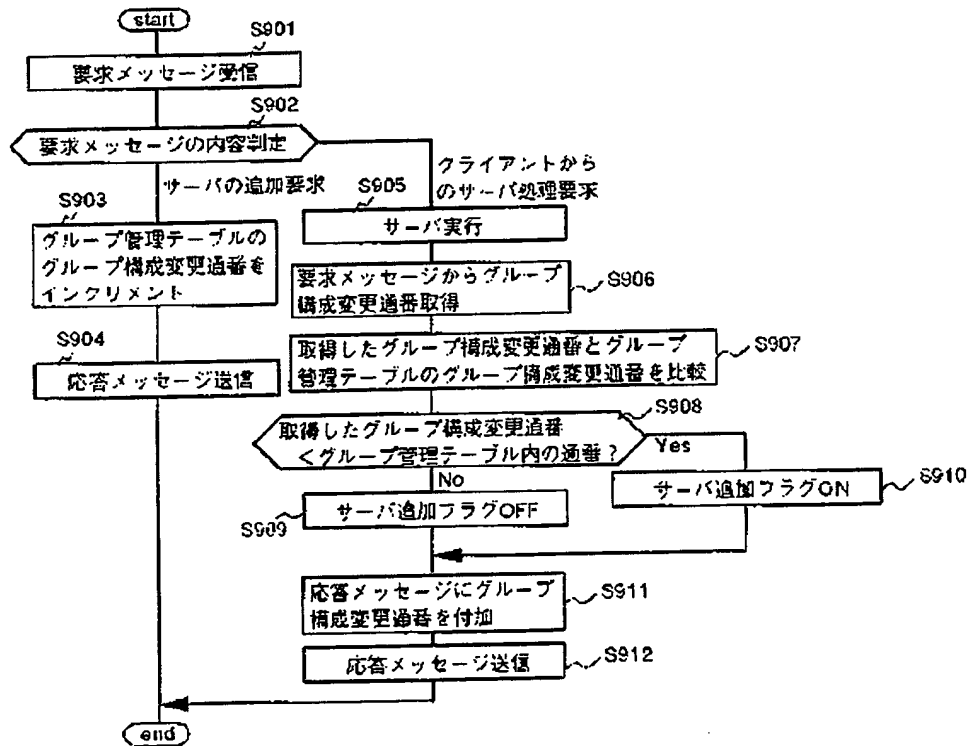 start
S901
要求メッセージ受信
S902
要求メッセージの内容判定
サーバの追加要求
クライアントから
のサーバ処理要求
S903
グループ管理テーブルの
グループ構成変更通番を
インクリメント
S904
応答メッセージ送信
S905
サーバ実行
要求メッセージからグループ
構成変更通番取得
S906
取得したグループ構成変更通番とグループ
管理テーブルのグループ構成変更通番を比較
S907
S908
取得したグループ構成変更通番
<グループ管理テーブル内の通番?
Yes
No
S909
サーバ追加フラグOFF
サーバ追加フラグON
S910
応答メッセージにグループ
構成変更通番を付加
S911
応答メッセージ送信
S912
end